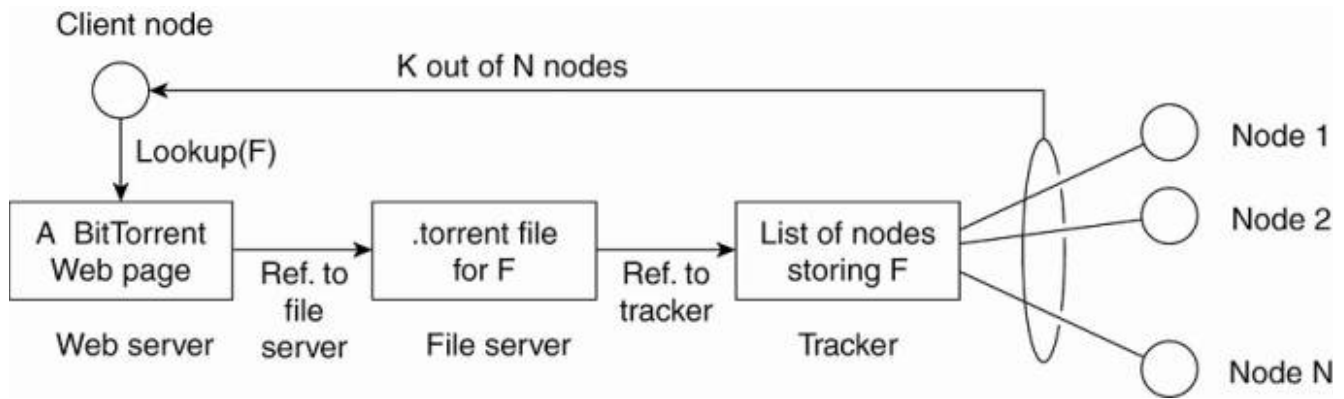 Client node
K out of N nodes
Lookup(F)
Node 1
A BitTorrent
Web page
.torrent file
for F
List of nodes
storing F
Node 2
Ref. to
file
server
Ref. to
tracker
Web server
File server
Tracker
Node N